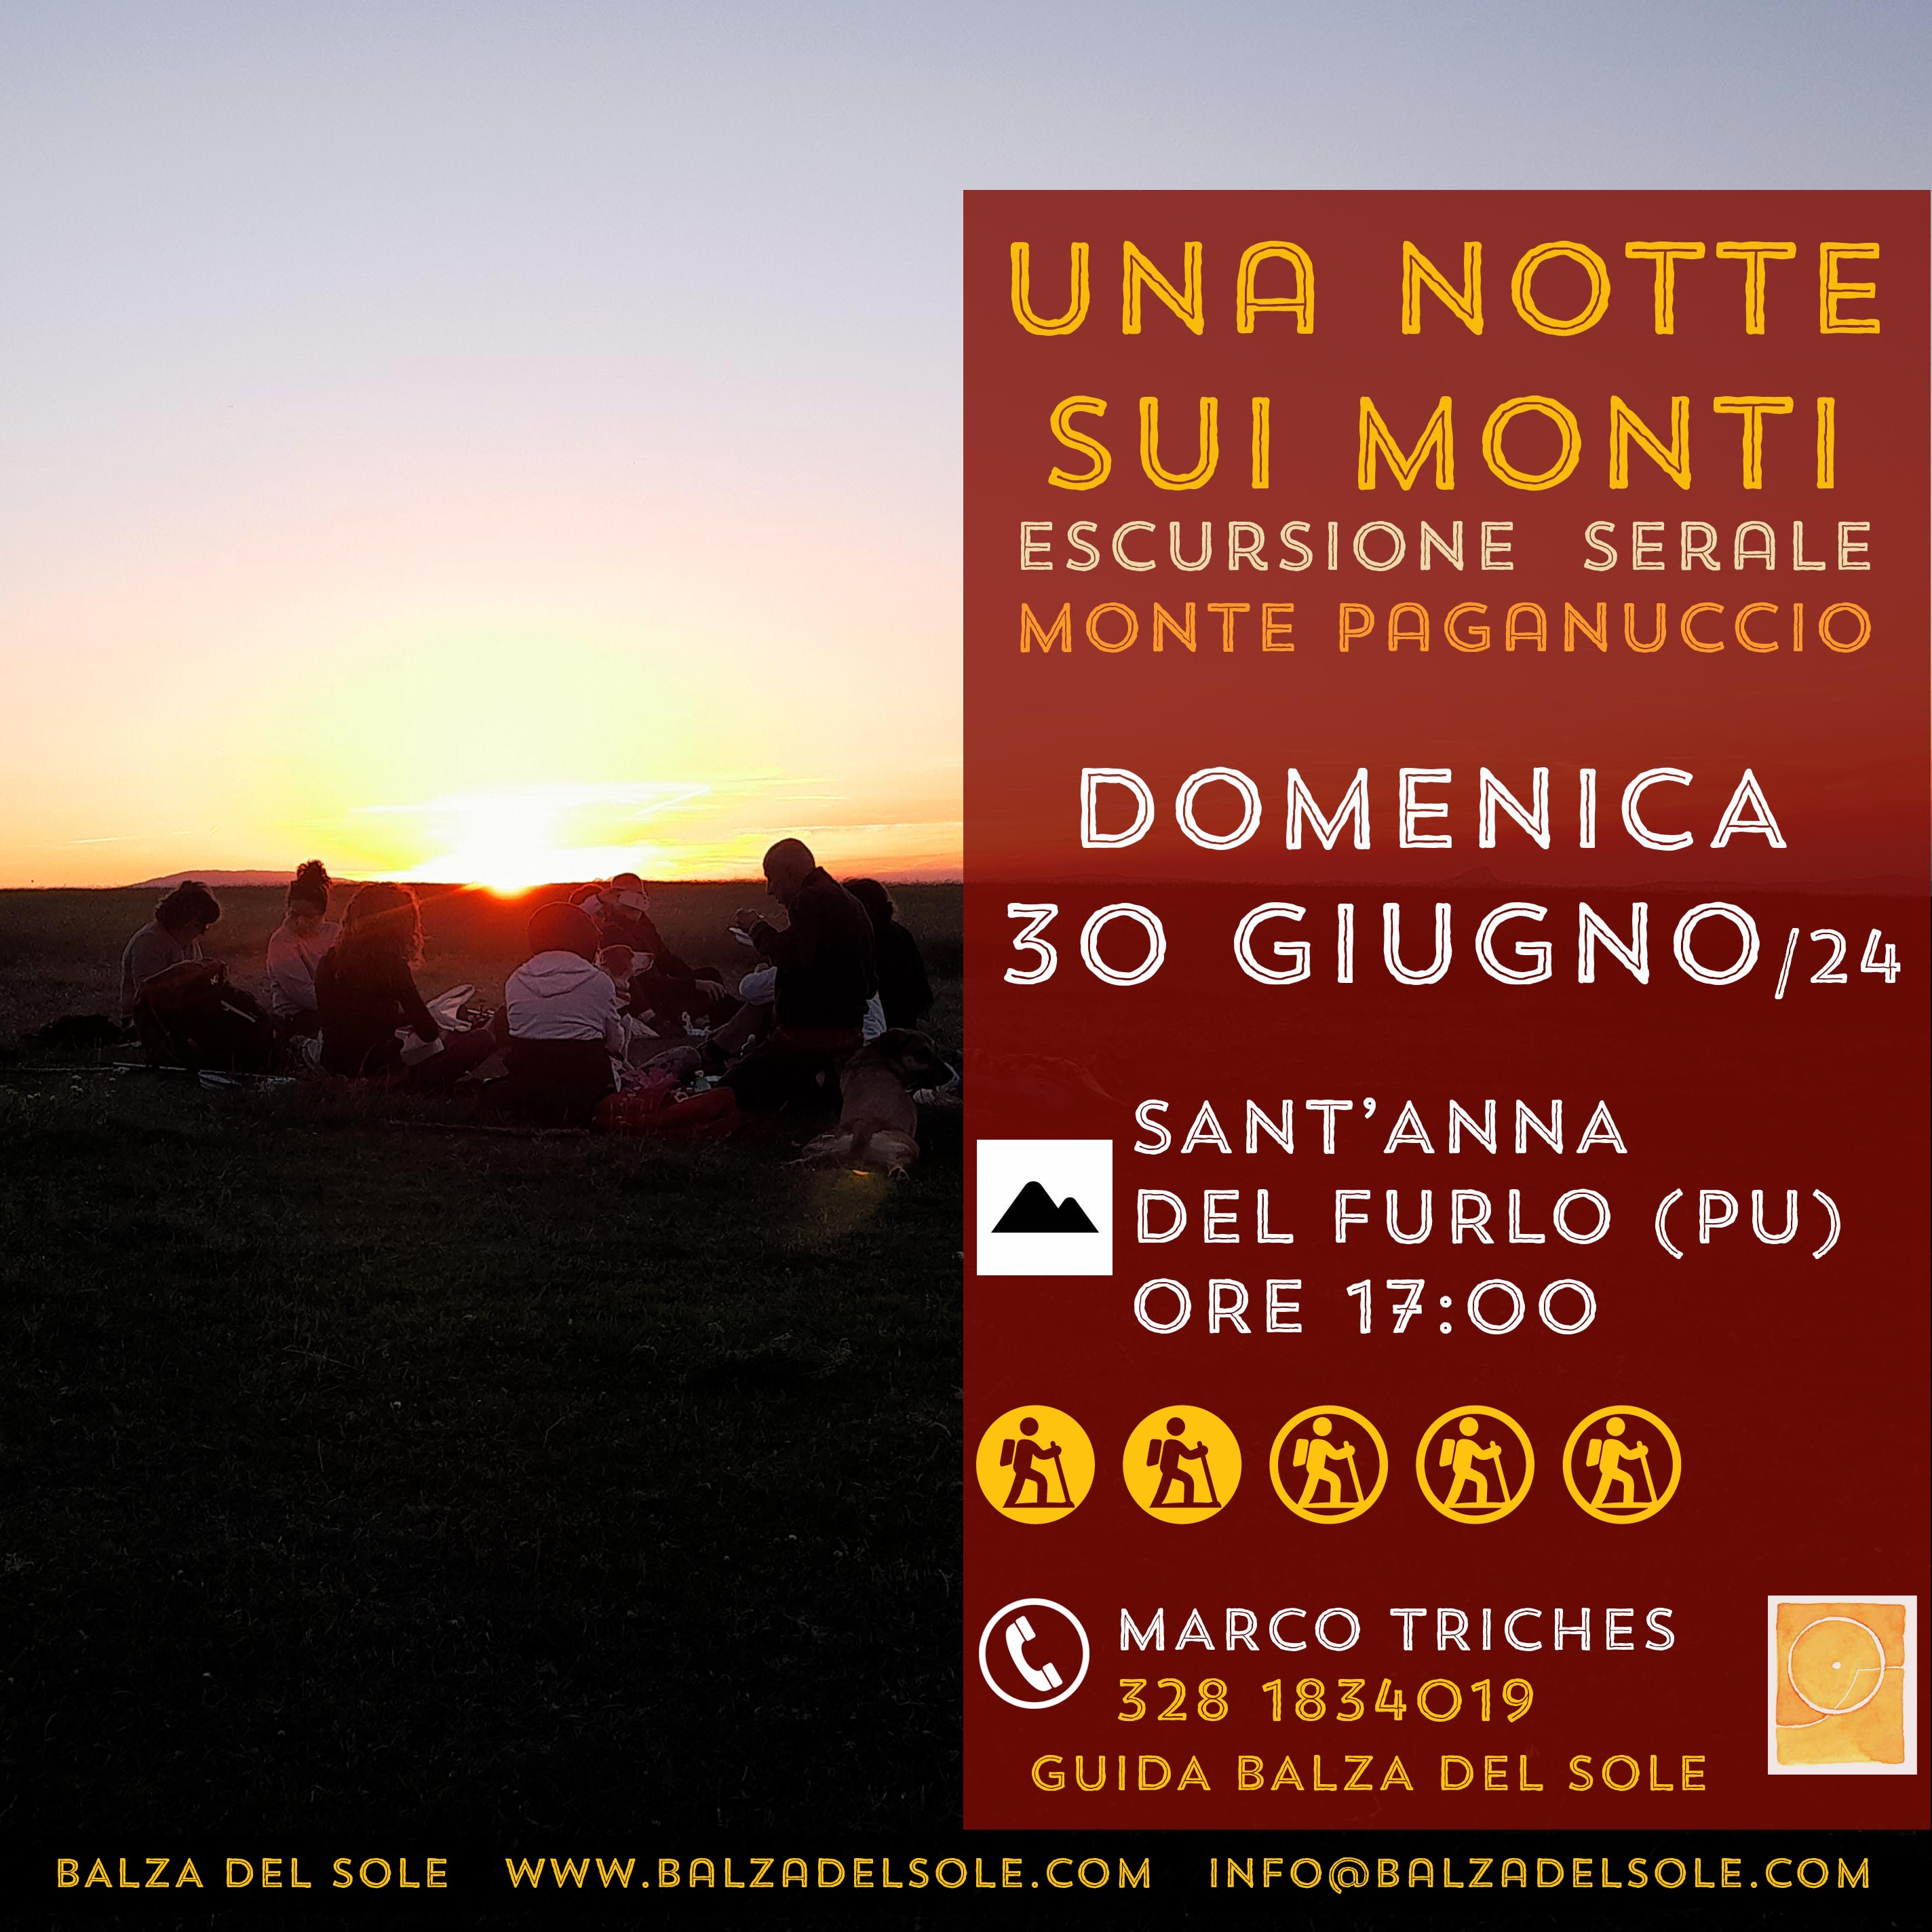 UNA NOTTE
SUI MONTI
ESCURSIONE SERALE
MONTE PAGANUCCIO
DOMENICA
30 GIUGNO/24
SANT'ANNA
DEL FURLO (PU)
ORE 17:00
MARCO TRICHES
328 1834019
GUIDA BALZA DEL SOLE
BALZA DEL SOLE WWW.BALZADELSOLE.COM INFO@BALZADELSOLE.COM